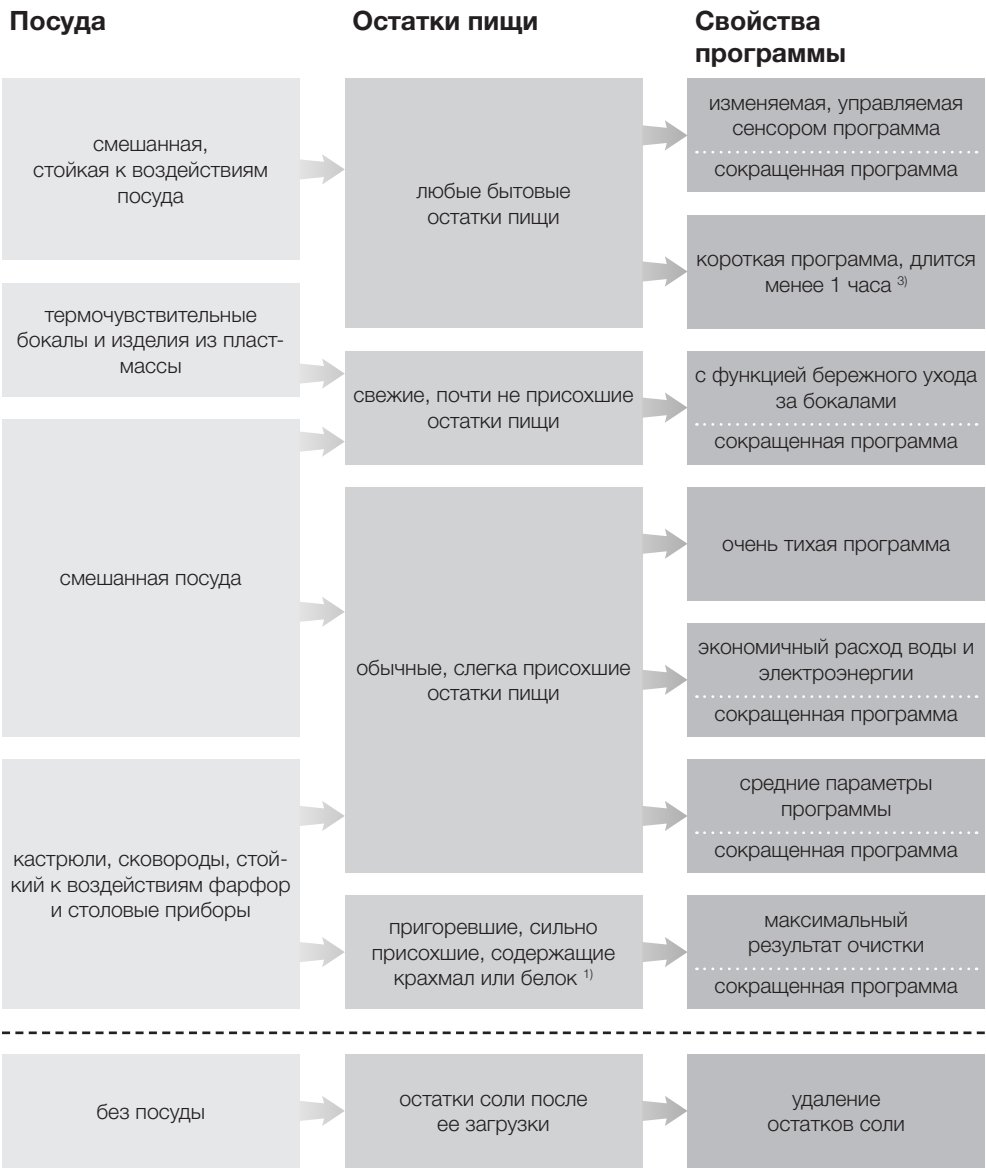 Посуда
Остатки пищи
Свойства
программы
смешанная,
стойкая к воздействиям
посуда
любые бытовые
остатки пищи
изменяемая, управляемая
сенсором программа
сокращенная программа
короткая программа, длится
менее 1 часа 3)
термочувствительные
бокалы и изделия из пласт-
массы
свежие, почти не присохшие
остатки пищи
с функцией бережного ухода
за бокалами
сокращенная программа
смешанная посуда
обычные, слегка присохшие
остатки пищи
очень тихая программа
экономичный расход воды и
электроэнергии
сокращенная программа
средние параметры
программы
сокращенная программа
кастрюли, сковороды, стой-
кий к воздействиям фарфор
и столовые приборы
пригоревшие, сильно
присохшие, содержащие
крахмал или белок 1)
максимальный
результат очистки
сокращенная программа
без посуды
остатки соли после
ее загрузки
удаление
остатков соли